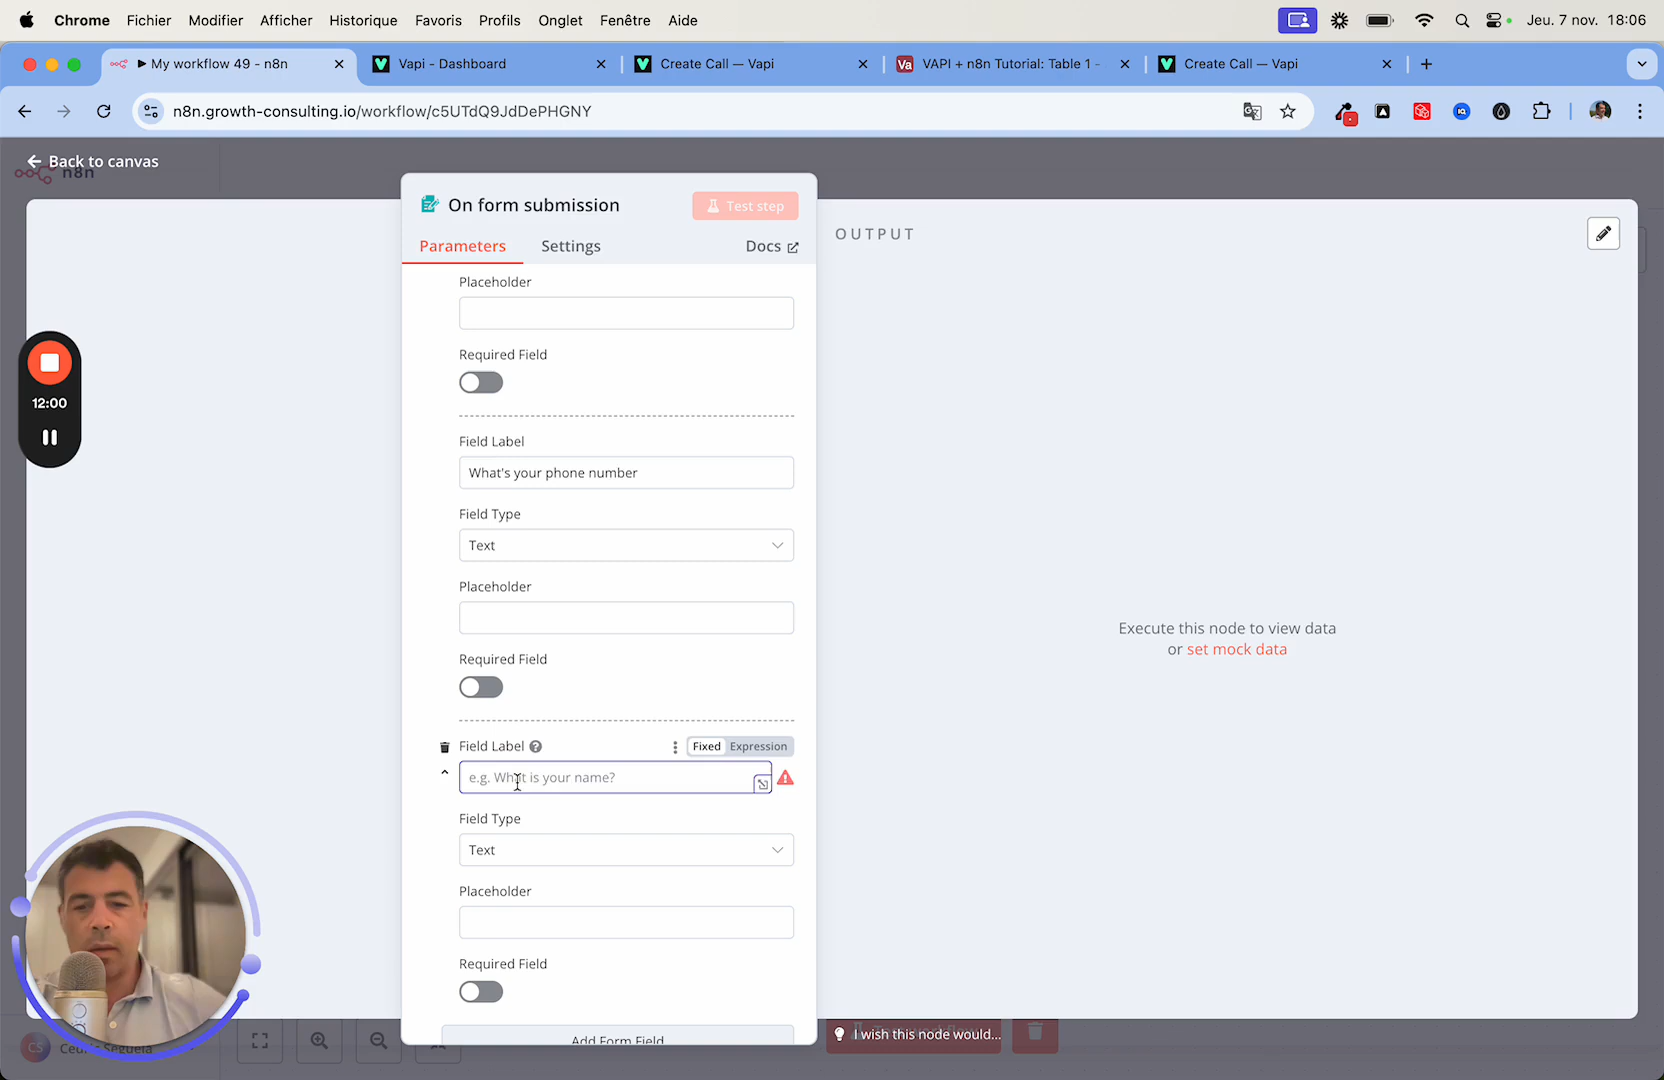 Chrome Fichier Modifier Afficher Historique Favoris Profils Onglet Fenêtre Aide Jeu. 7 nov. 18:06
My workflow 49 - n8n Vapi - Dashboard Create Call — Vapi VAPI + n8n Tutorial: Table 1 - Create Call — Vapi
n8n.growth-consulting.io/workflow/c5UTdQ9JdDePHGNY
Back to canvas
n8n
On form submission
Test step
Parameters
Settings
Docs
OUTPUT
Placeholder
Required Field
12:00
Field Label
What's your phone number
Field Type
Text
Placeholder
Required Field
Execute this node to view data
or set mock data
Field Label
Fixed Expression
e.g. What is your name?
Field Type
Text
Placeholder
Required Field
Add Form Field
I wish this node would...
CS